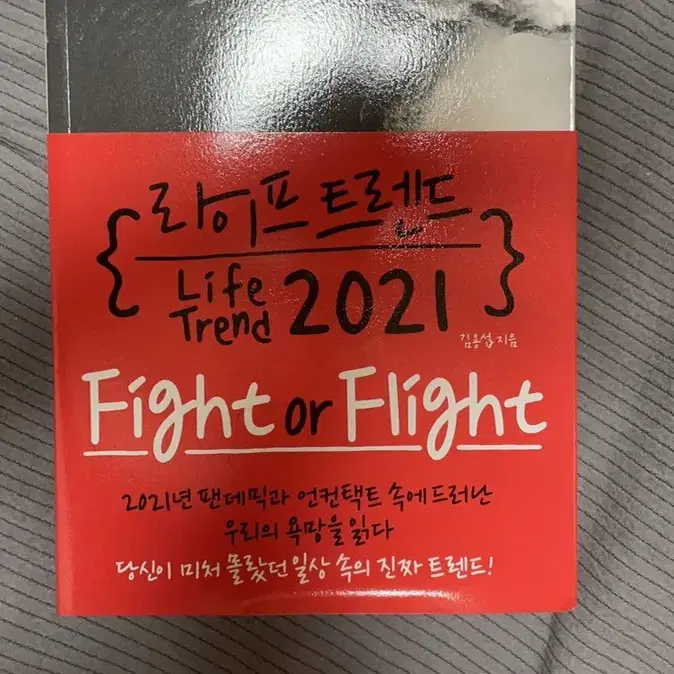 { 라이프 트렌드 }
Life
Trend 2021
김용섭 지음
Fight or Flight
2021년 팬데믹과 언컨택트 속에 드러난
우리의 욕망을 읽다
당신이 미처 몰랐던 일상 속의 진짜 트렌드!